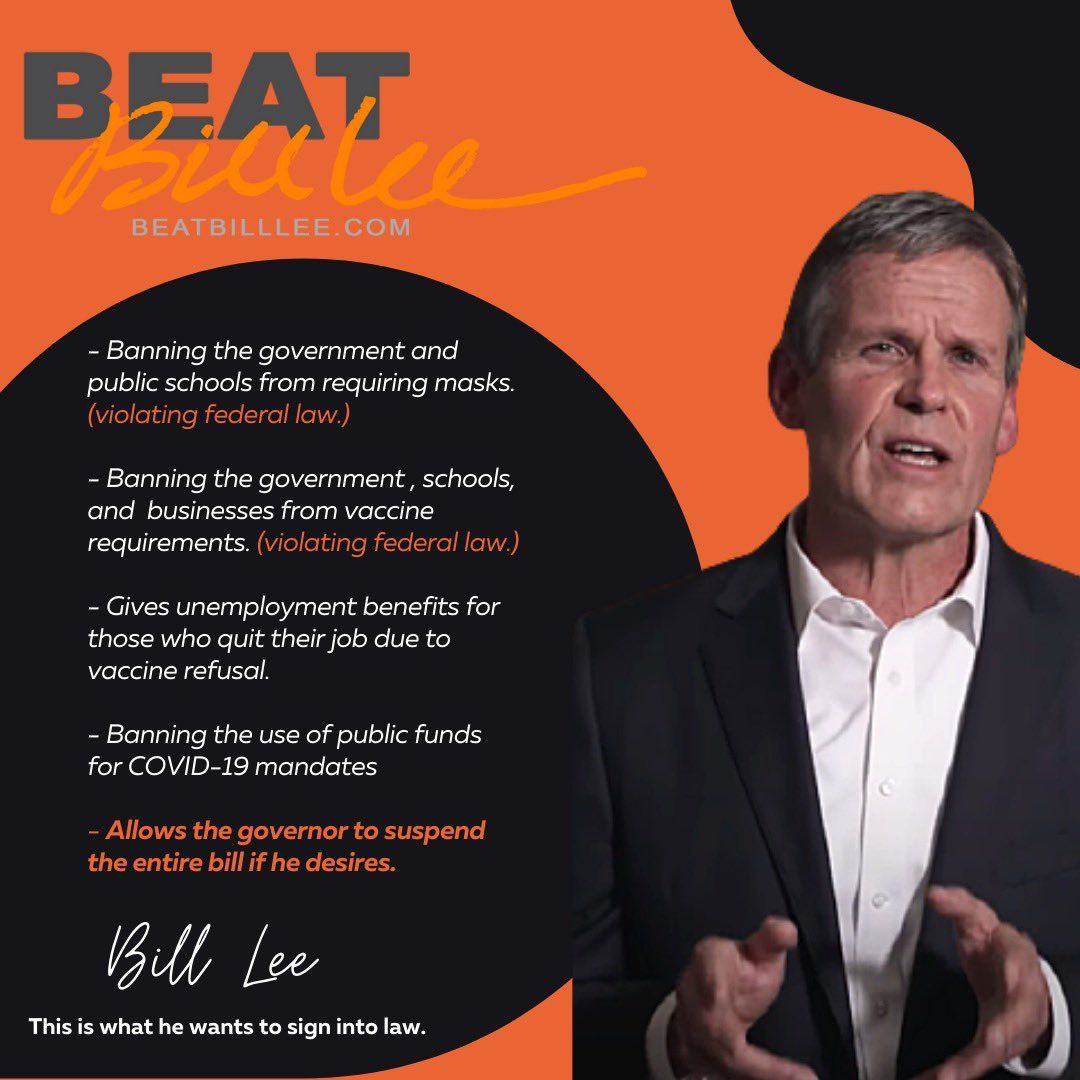 BEAT
Bill Lee
BEATBILLLEE.COM
- Banning the government and
public schools from requiring masks.
(violating federal law.)
- Banning the government , schools,
and  businesses from vaccine
requirements. (violating federal law.)
- Gives unemployment benefits for
those who quit their job due to
vaccine refusal.
- Banning the use of public funds
for COVID-19 mandates
- Allows the governor to suspend
the entire bill if he desires.
Bill Lee
This is what he wants to sign into law.